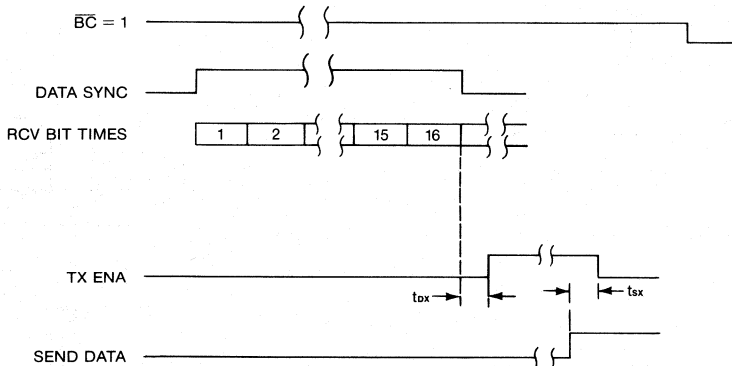 BC = 1
DATA SYNC
RCV BIT TIMES
1 2 15 16
TX ENA
tDX
tSX
SEND DATA